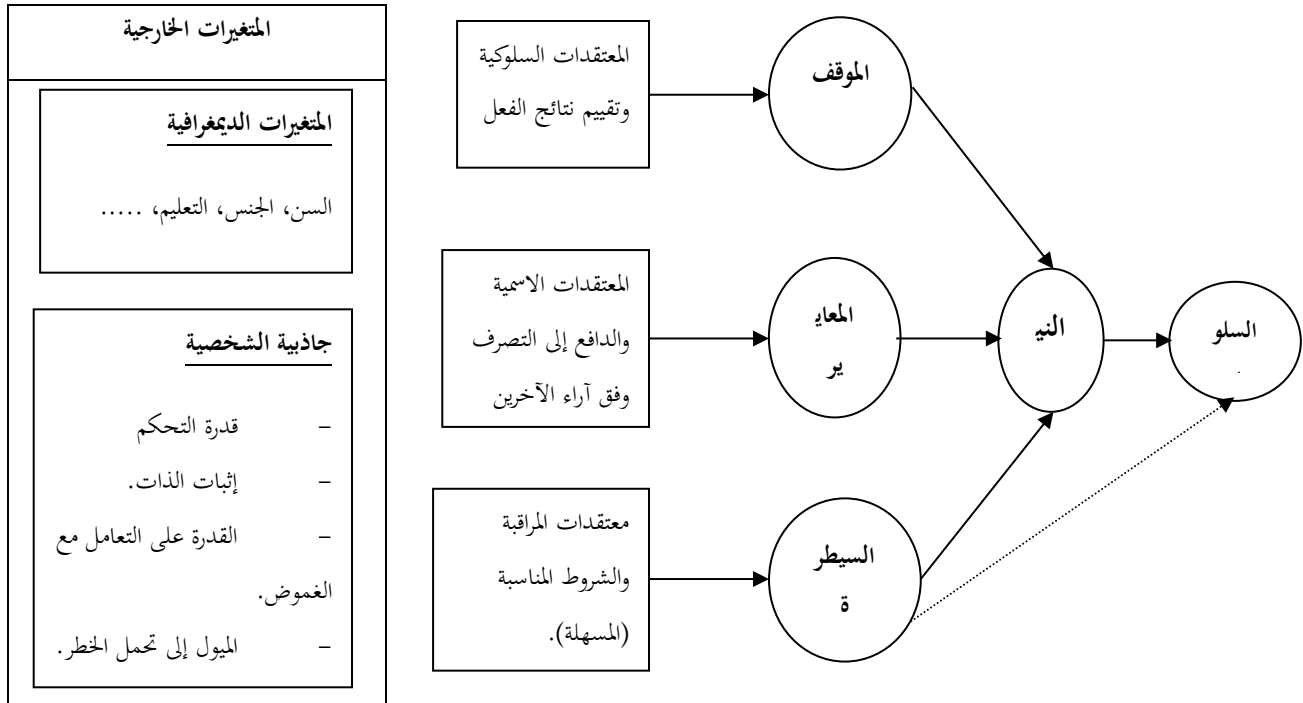 المتغيرات الخارجية
المتغيرات الديمغرافية
السن، الجنس، التعليم، .....
جاذبية الشخصية
- قدرة التحكم
- إثبات الذات.
- القدرة على التعامل مع
الغموض.
- الميول إلى تحمل الخطر.
المعتقدات السلوكية
وتقييم نتائج الفعل
الموقف
المعتقدات الاسمية
والدافع إلى التصرف
وفق آراء الآخرين
المعاي
ير
معتقدات المراقبة
والشروط المناسبة
(المسهلة).
السيطر
ة
الني
السلو